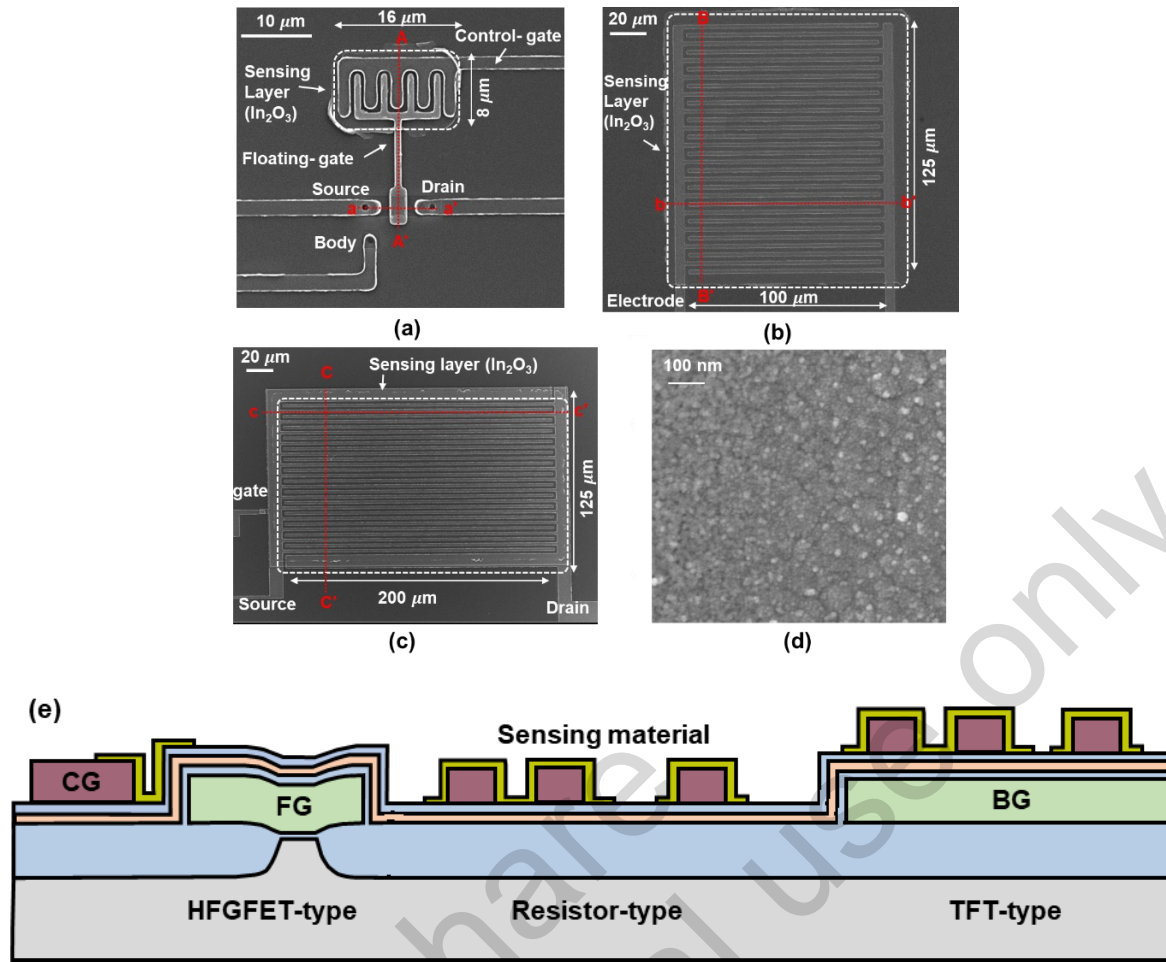 10 μm
16 μm
A
Control- gate
Sensing
Layer
(In₂O₃)
8 μm
Floating- gate
Source
Drain
a
a'
A'
Body
(a)
20 μm
B
Sensing
Layer
(In₂O₃)
125 μm
b
b'
Electrode
B'
100 μm
(b)
20 μm
Sensing layer (In₂O₃)
C
c
c'
gate
125 μm
200 μm
Source
C'
Drain
(c)
100 nm
(d)
(e)
Sensing material
CG
FG
BG
HFGFET-type
Resistor-type
TFT-type
l use only